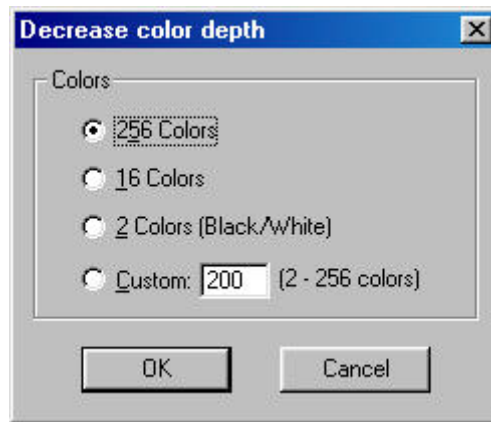 Decrease color depth
Colors
256 Colors
16 Colors
2 Colors (Black/White)
Custom: 200 (2 - 256 colors)
OK Cancel